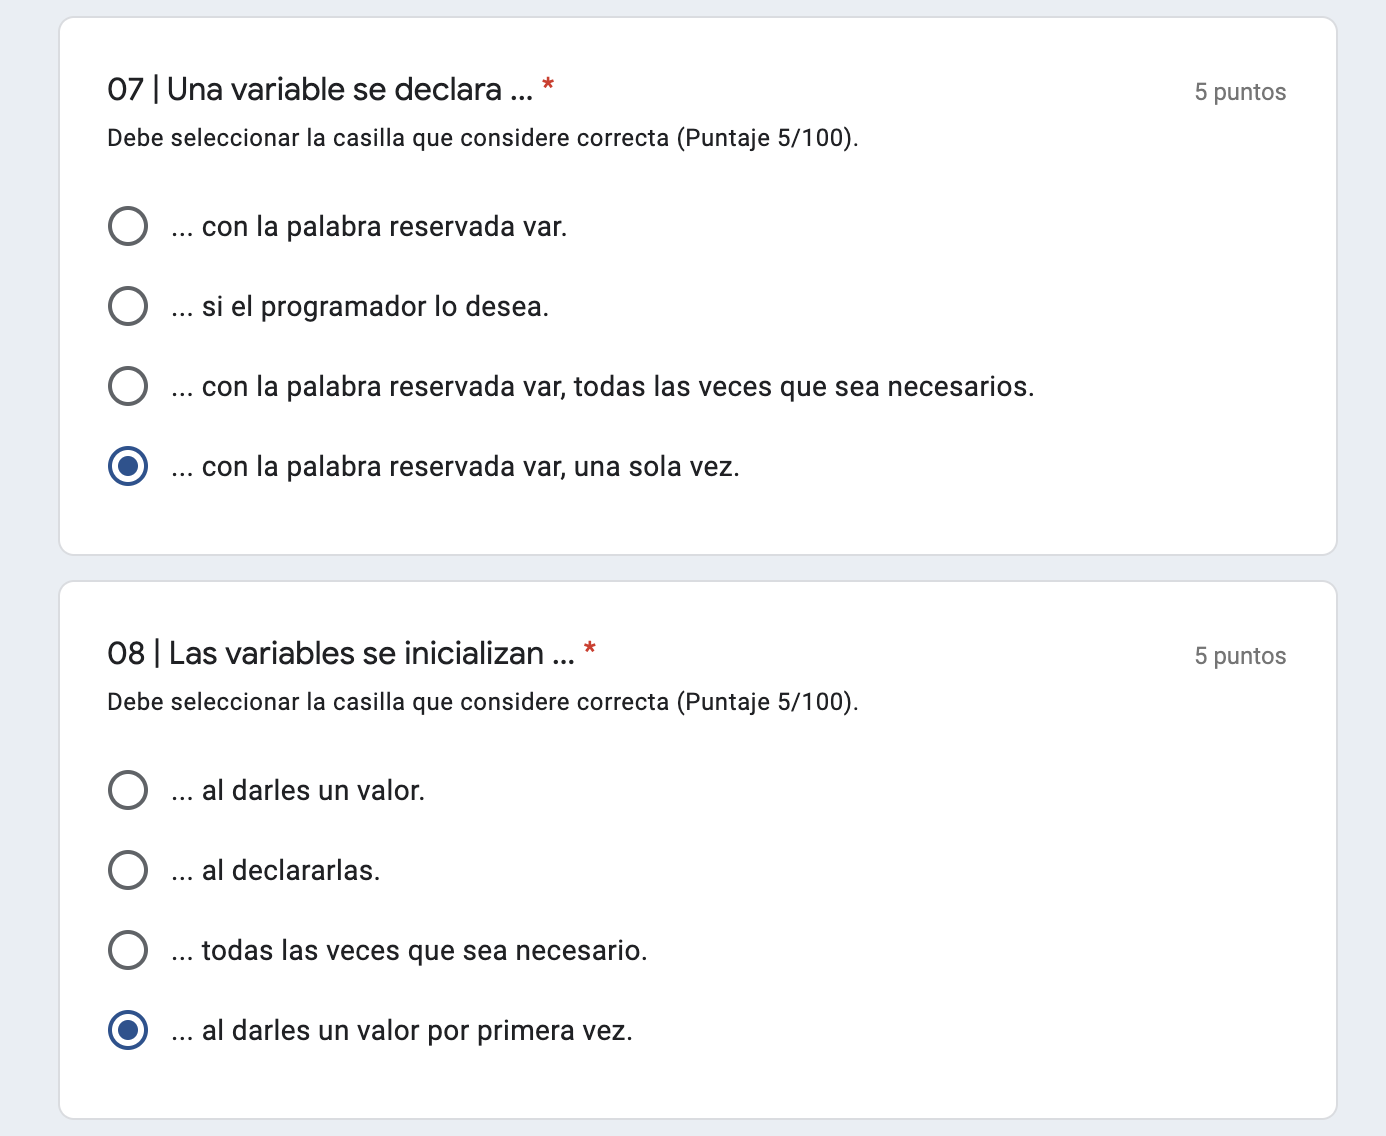 07 | Una variable se declara ... *
5 puntos
Debe seleccionar la casilla que considere correcta (Puntaje 5/100).
... con la palabra reservada var.
... si el programador lo desea.
... con la palabra reservada var, todas las veces que sea necesarios.
... con la palabra reservada var, una sola vez.
08 | Las variables se inicializan ... *
5 puntos
Debe seleccionar la casilla que considere correcta (Puntaje 5/100).
... al darles un valor.
... al declararlas.
... todas las veces que sea necesario.
... al darles un valor por primera vez.